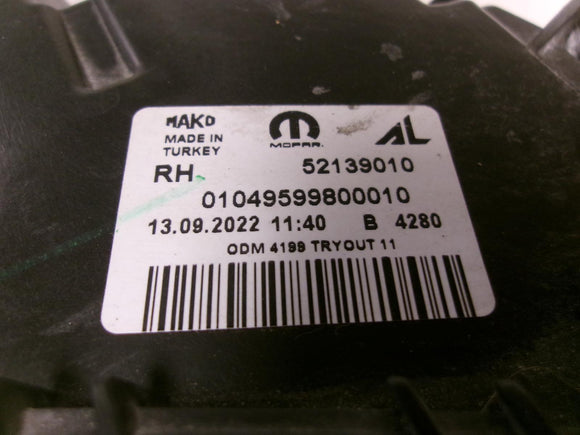 MAKO
MADE IN
TURKEY
MOPAR.
AL
RH 52139010
01049599800010
13.09.2022 11:40 B 4280
ODM 4199 TRYOUT 11